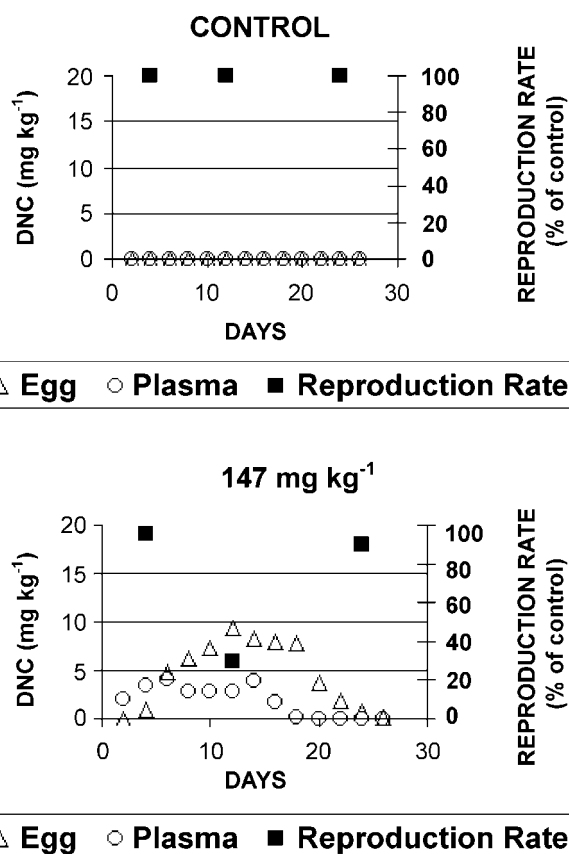 CONTROL
DNC (mg kg-1)
20
15
10
5
0
100
80
60
40
20
0
REPRODUCTION RATE
(% of control)
0 10 20 30
DAYS
Egg Plasma Reproduction Rate
147 mg kg-1
DNC (mg kg-1)
20
15
10
5
0
100
80
60
40
20
0
REPRODUCTION RATE
(% of control)
0 10 20 30
DAYS
Egg Plasma Reproduction Rate